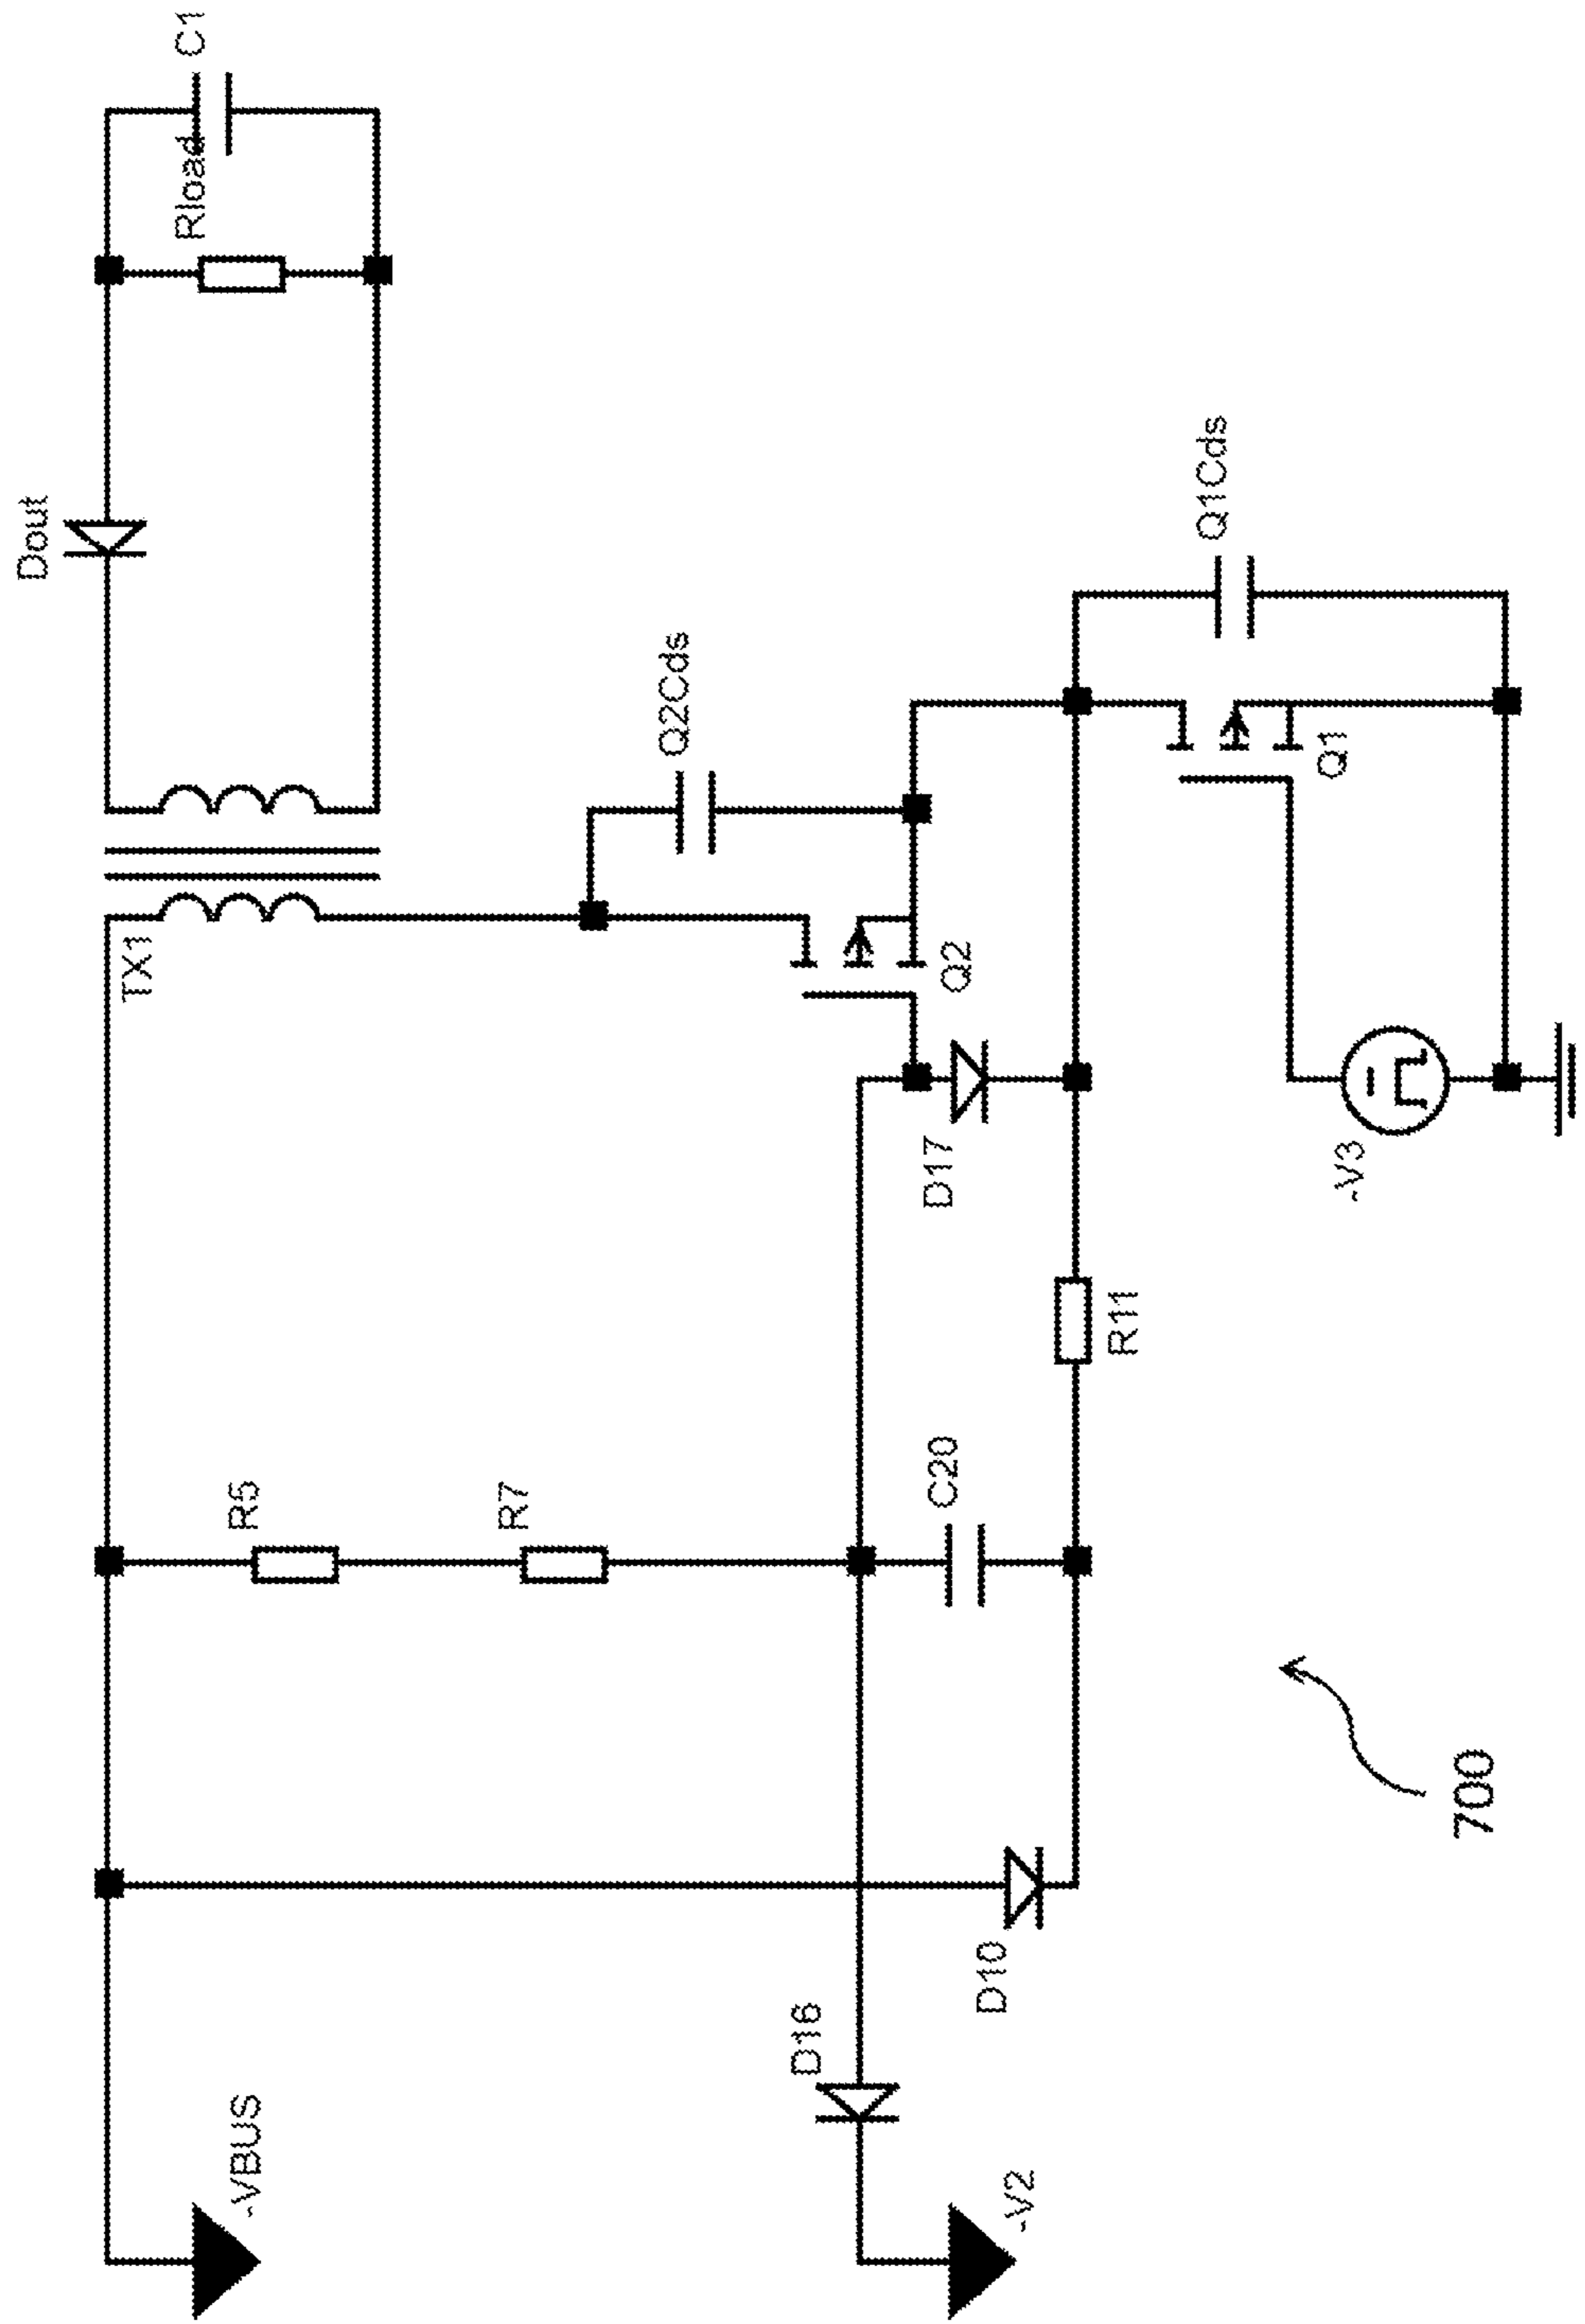 Dout
C1
Rload
TX1
Q2Cds
Q2
Q1Cds
Q1
D17
R5
R7
C20
R11
-V3
D16
D10
-VBUS
-V2
700